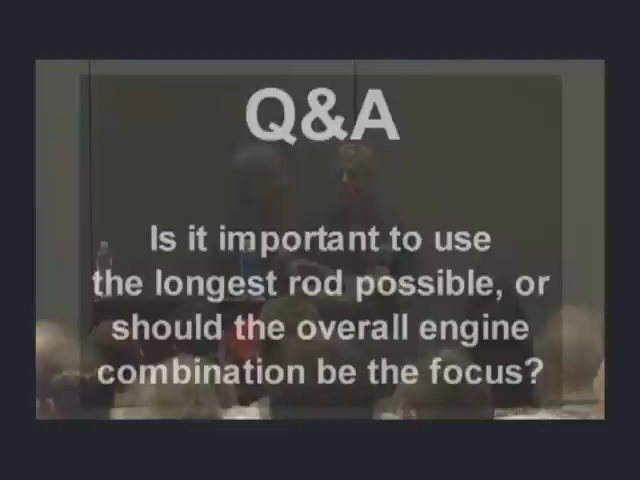 Q&A
Is it important to use
the longest rod possible, or
should the overall engine
combination be the focus?